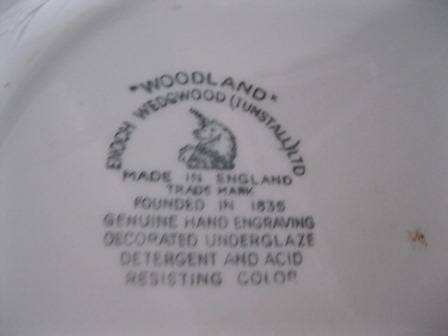 "WOODLAND"
ENOCH WEDGWOOD (TUNSTALL) LTD
MADE IN ENGLAND
TRADE MARK
FOUNDED IN 1835
GENUINE HAND ENGRAVING
DECORATED UNDERGLAZE
DETERGENT AND ACID
RESISTING COLOR